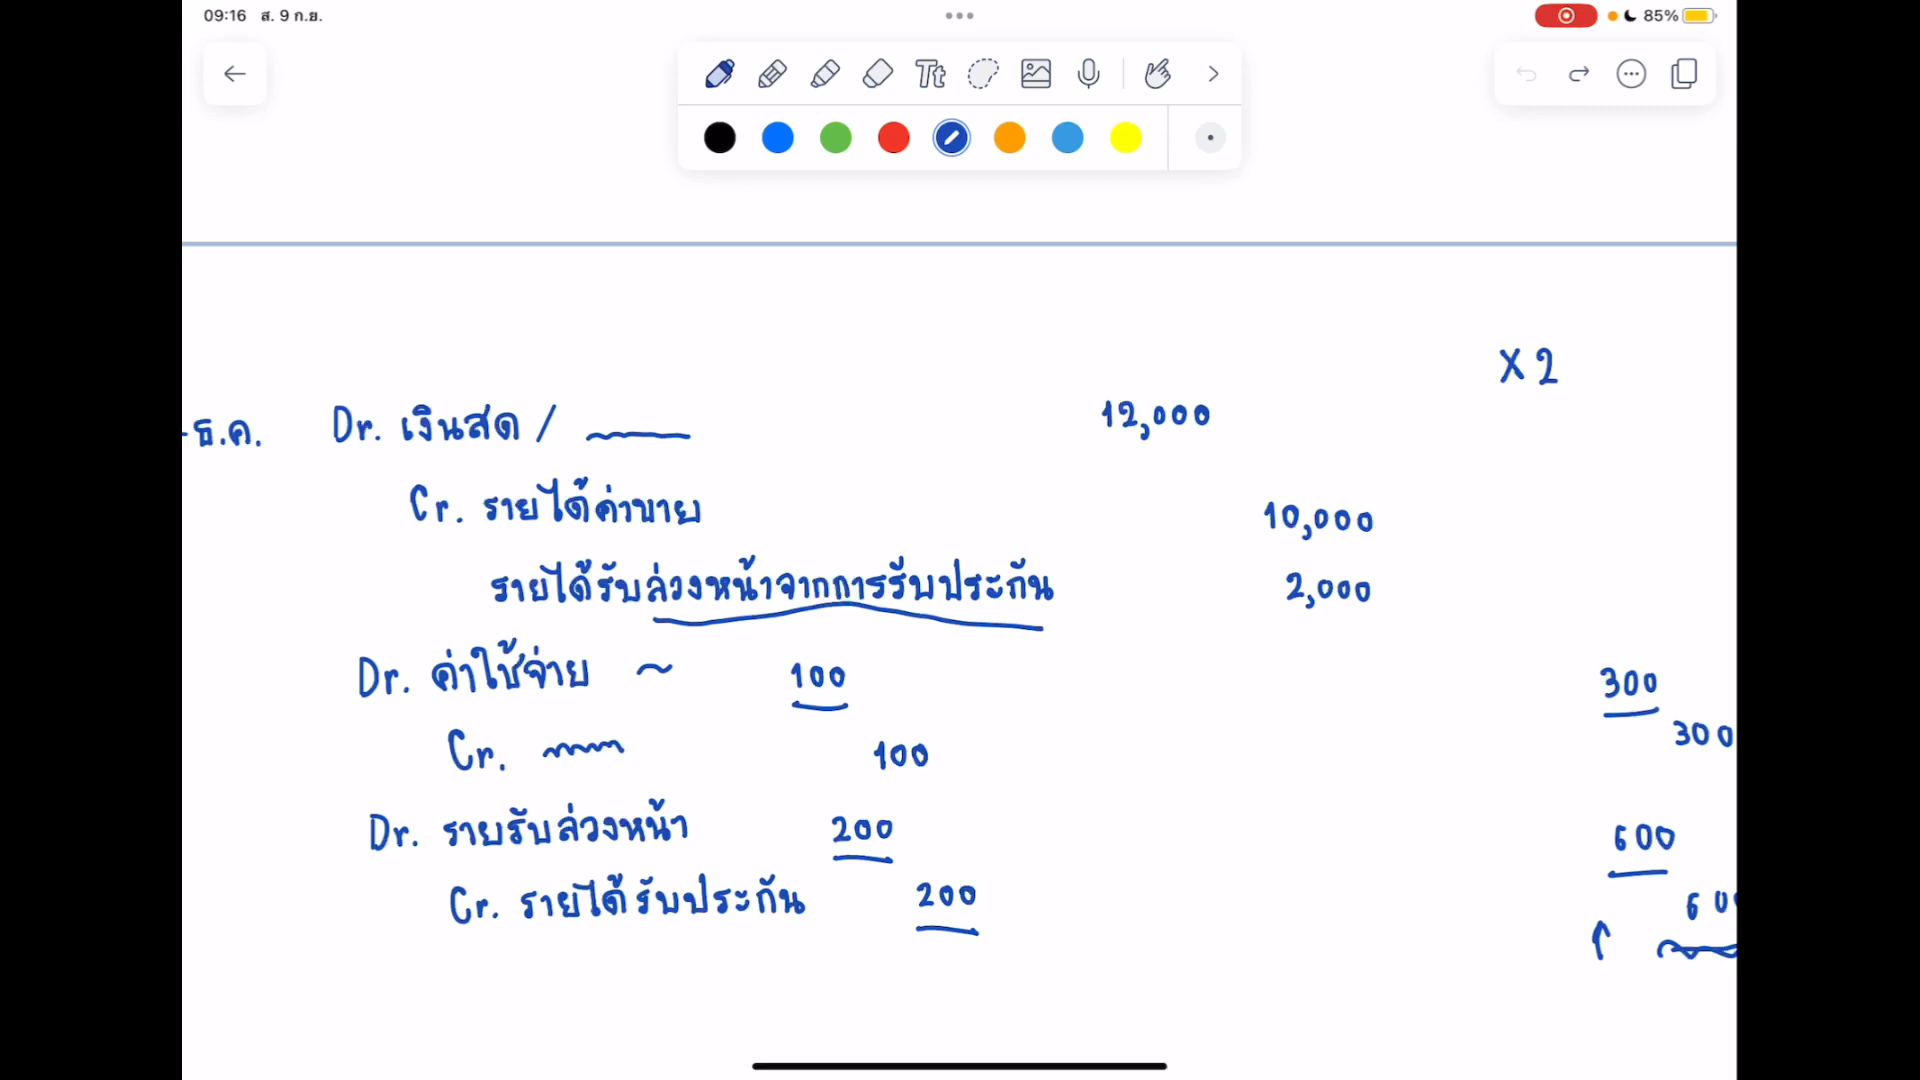 09:16 ส. 9 ก.ย. 85%
Tt
X2
-ธ.ค. Dr. เงินสด / 12,000
Cr. รายได้ค่าขาย 10,000
รายได้รับล่วงหน้าจากการรับประกัน 2,000
Dr. ค่าใช้จ่าย ~ 100 300
Cr. 100 300
Dr. รายรับล่วงหน้า 200 600
Cr. รายได้รับประกัน 200 600